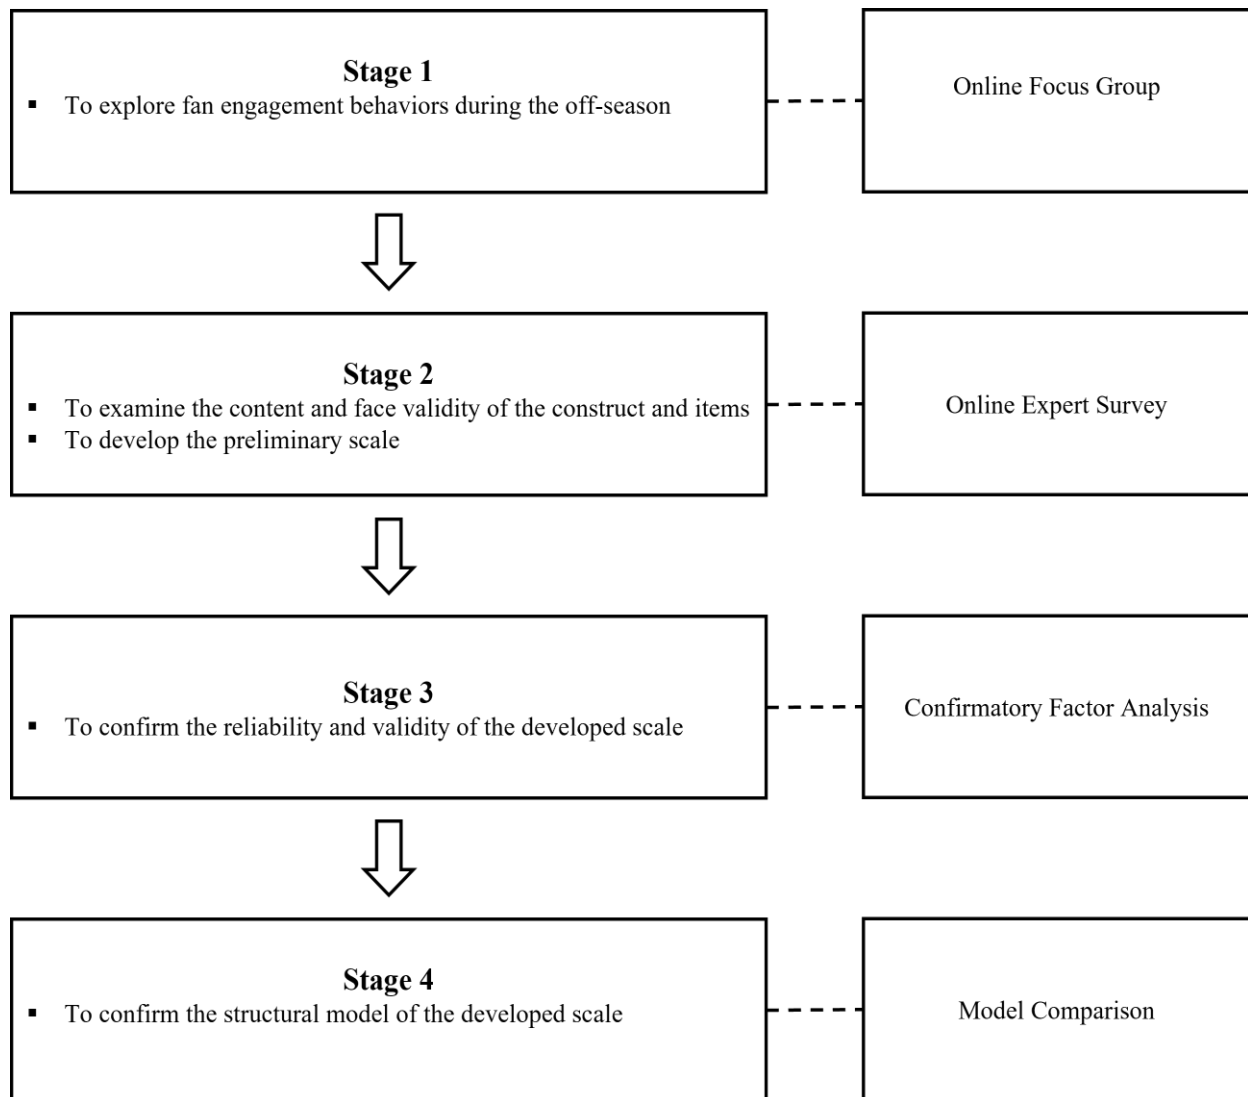 Stage 1
▪ To explore fan engagement behaviors during the off-season
Online Focus Group
Stage 2
▪ To examine the content and face validity of the construct and items
▪ To develop the preliminary scale
Online Expert Survey
Stage 3
▪ To confirm the reliability and validity of the developed scale
Confirmatory Factor Analysis
Stage 4
▪ To confirm the structural model of the developed scale
Model Comparison